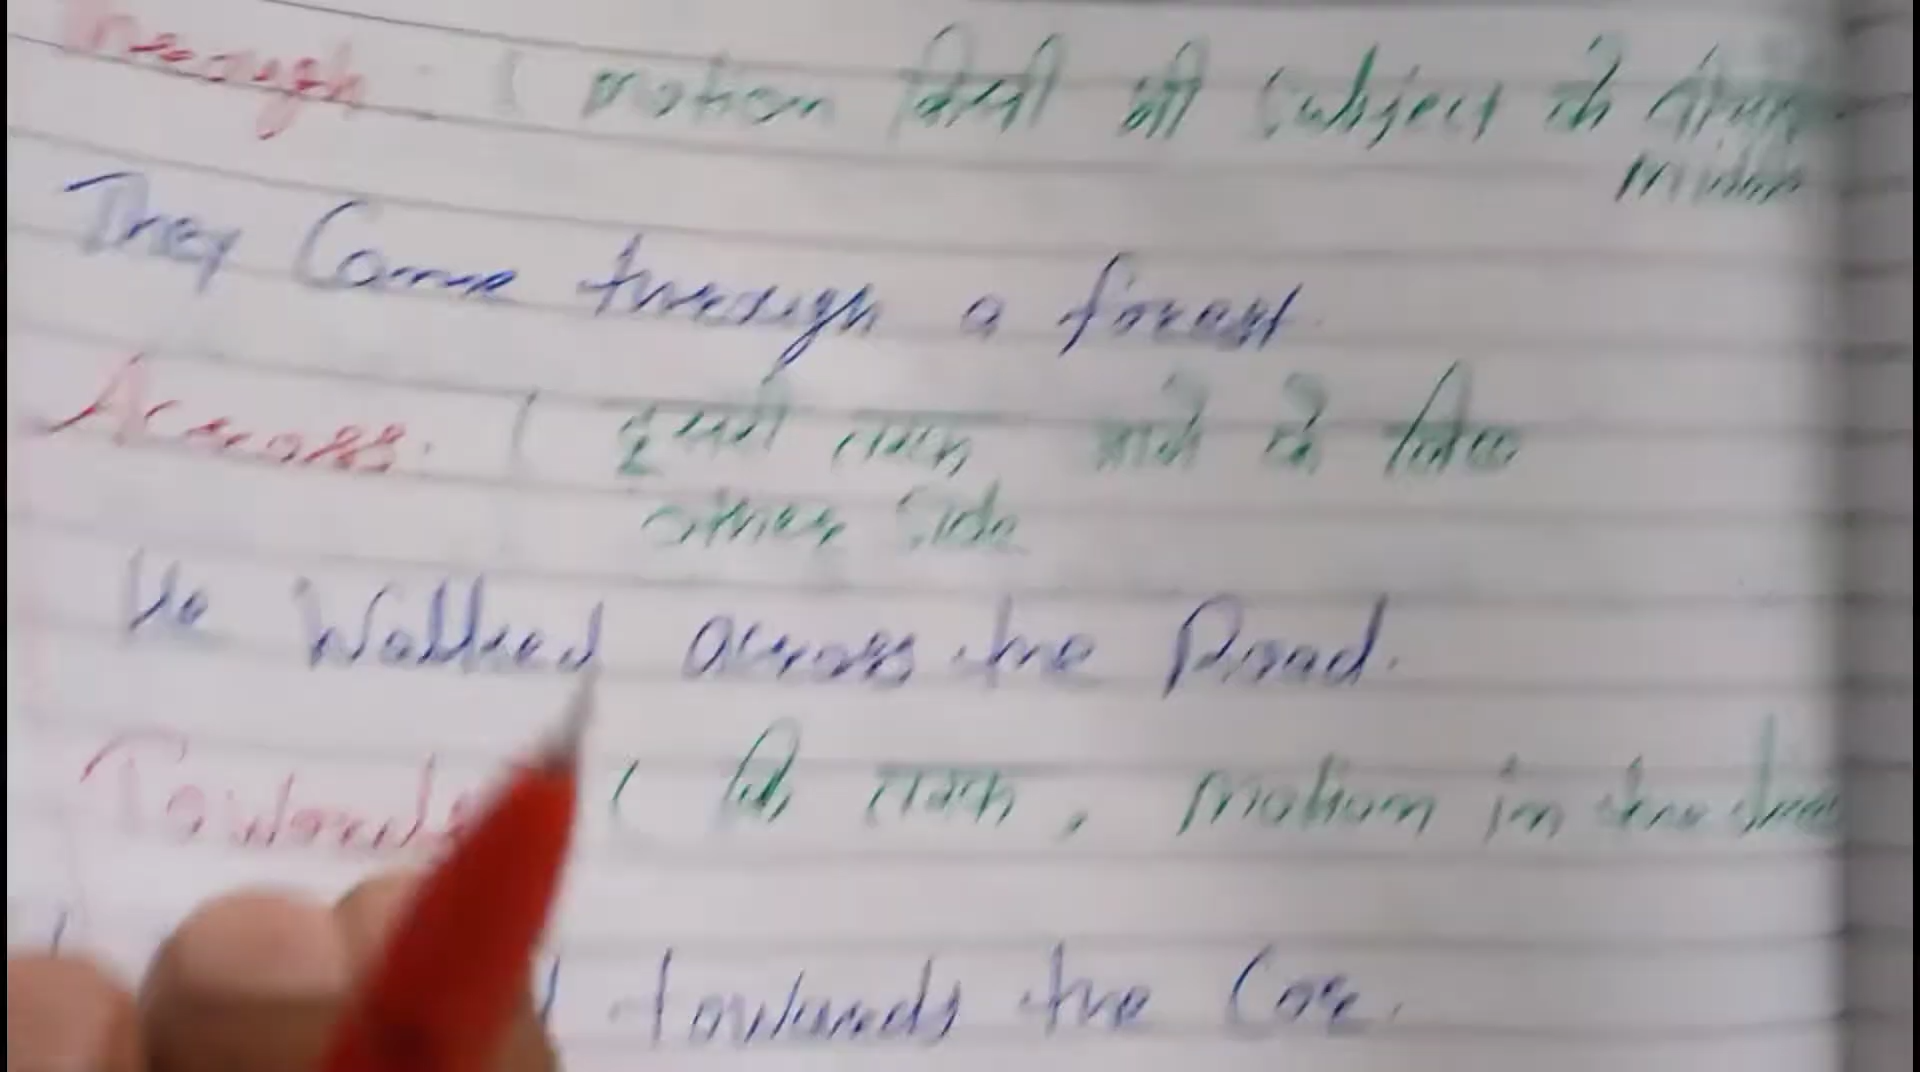 Through : ( motion किसी भी subject के
middle
They Came through a forest.
Across : ( दूसरी तरफ जाने के लिए
other side
He Walked across the Road.
Towards ( की तरफ , motion in the
towards the Car.